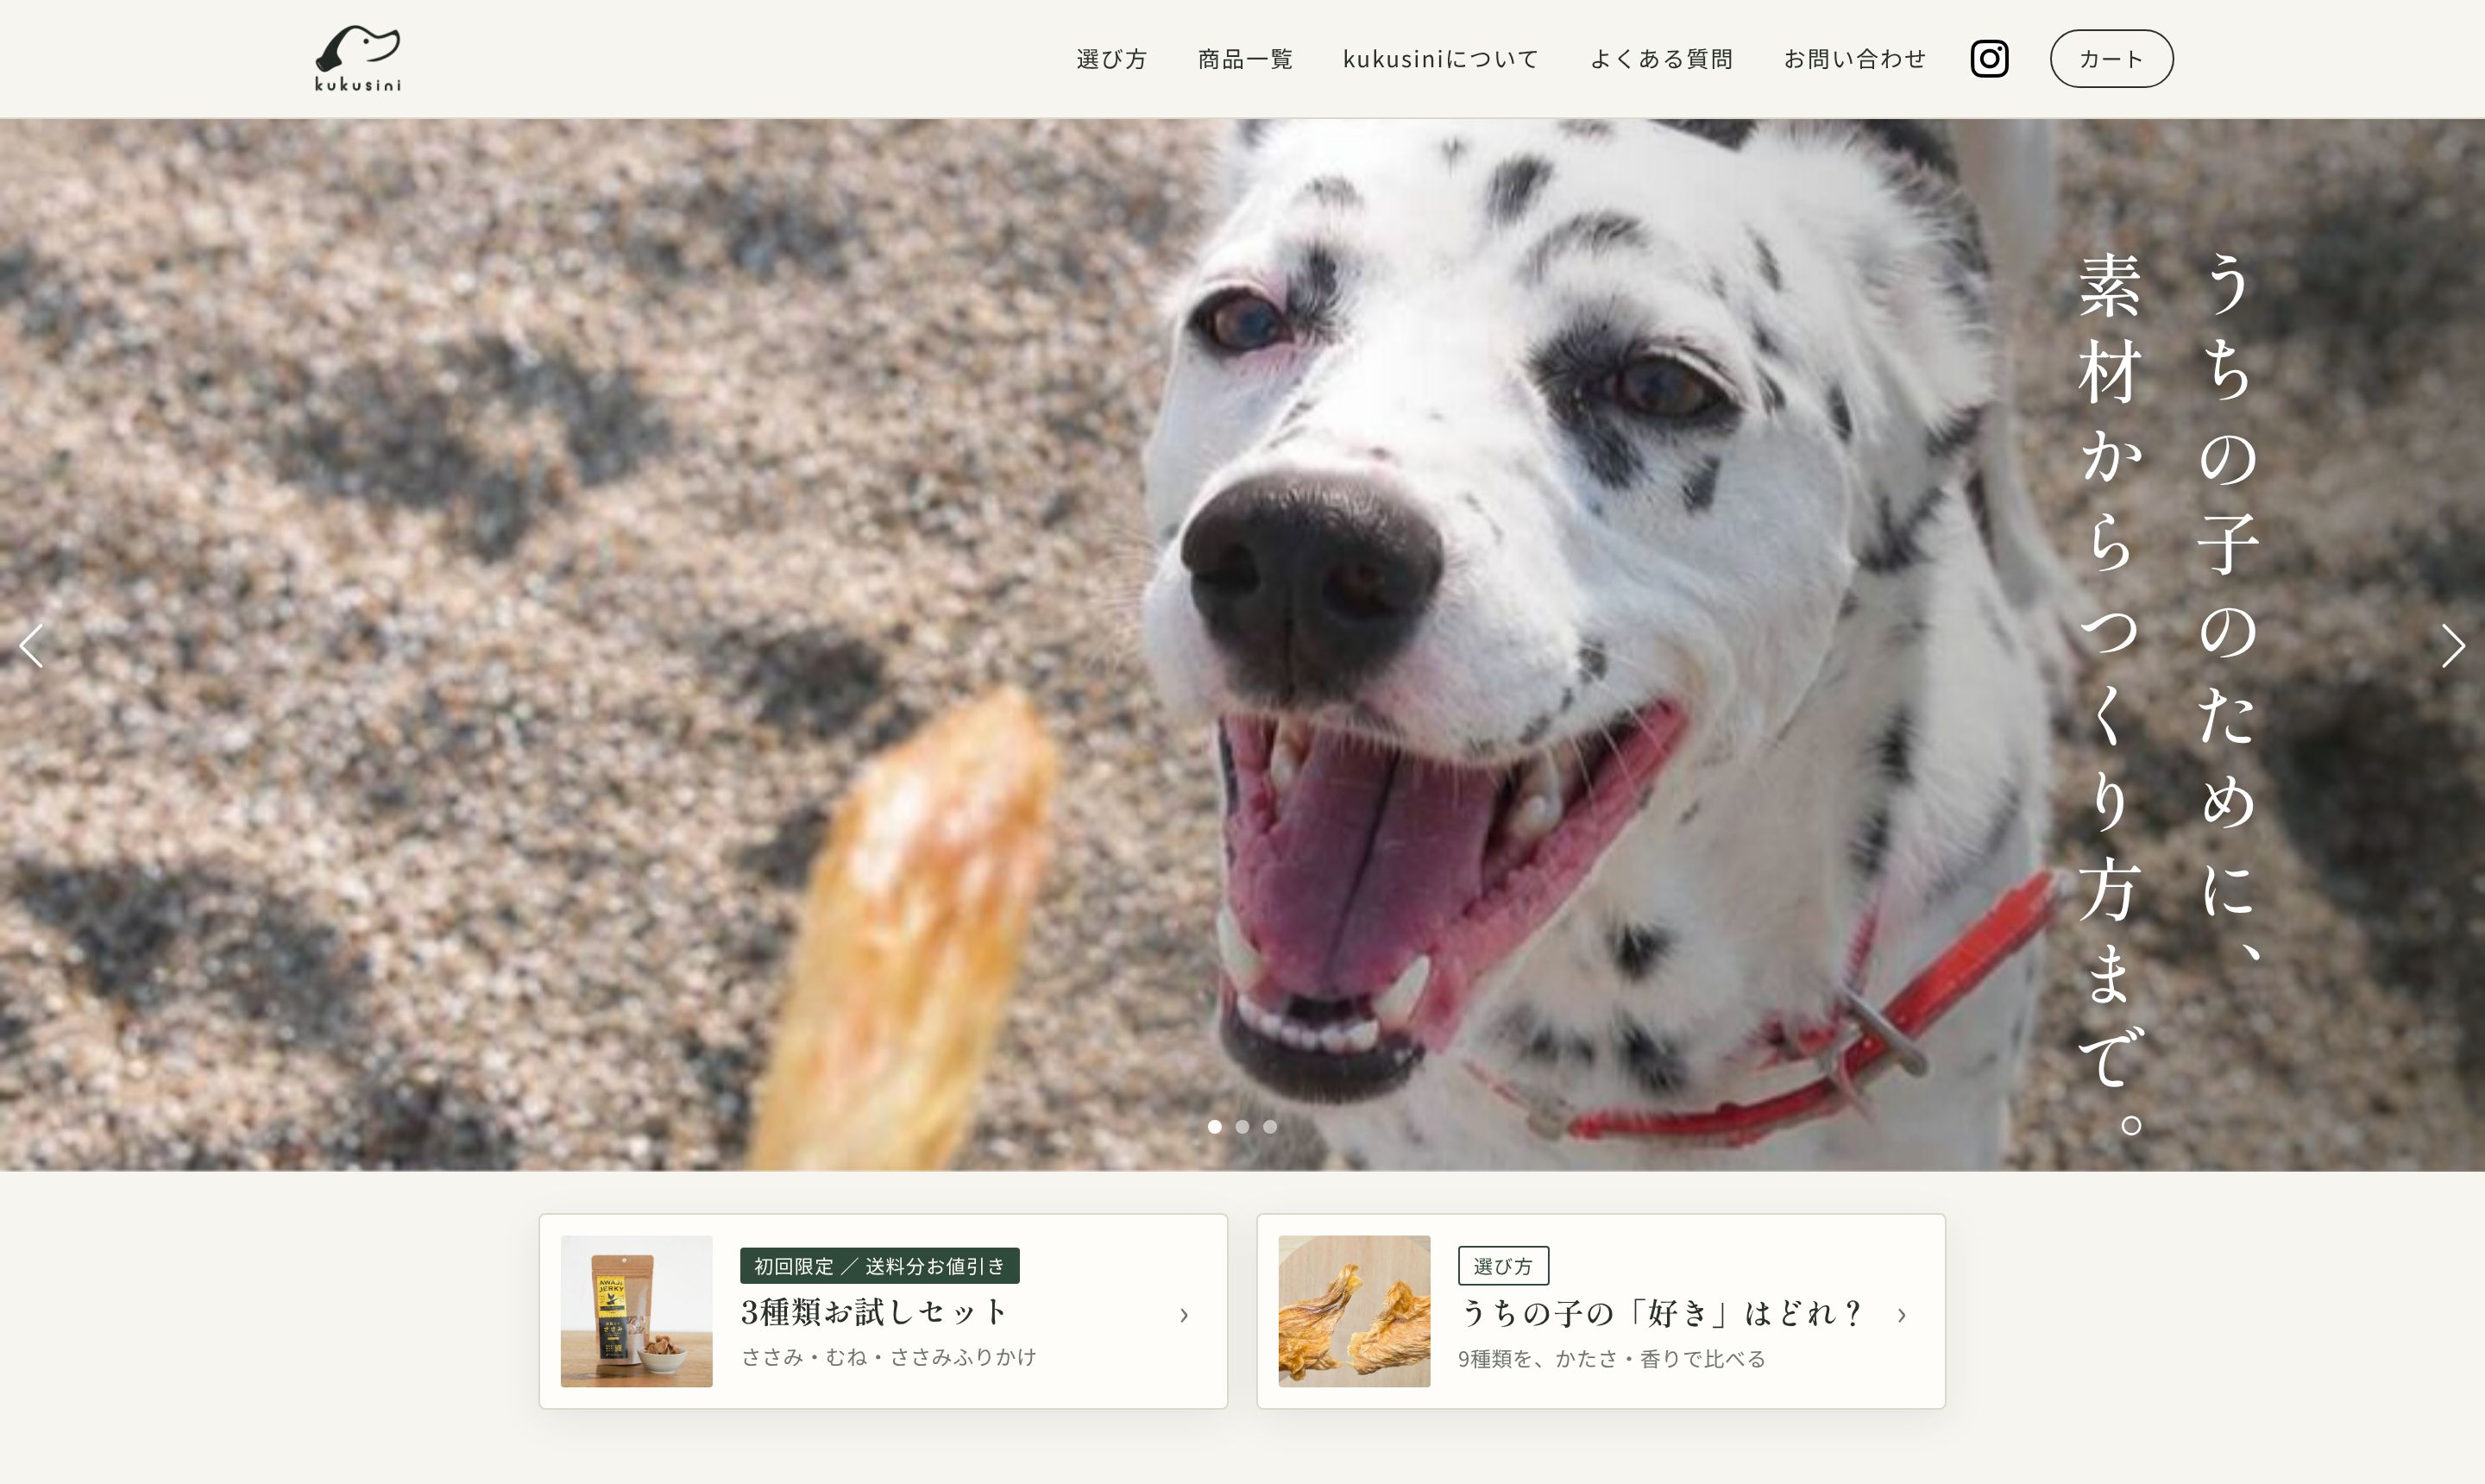 kukusini
選び方
商品一覧
kukusiniについて
よくある質問
お問い合わせ
カート
うちの子のために、
素材からつくり方まで。
初回限定 ／ 送料分お値引き
3種類お試しセット
ささみ・むね・ささみふりかけ
AWAJI
JERKY
ささみ
選び方
うちの子の「好き」はどれ？
9種類を、かたさ・香りで比べる